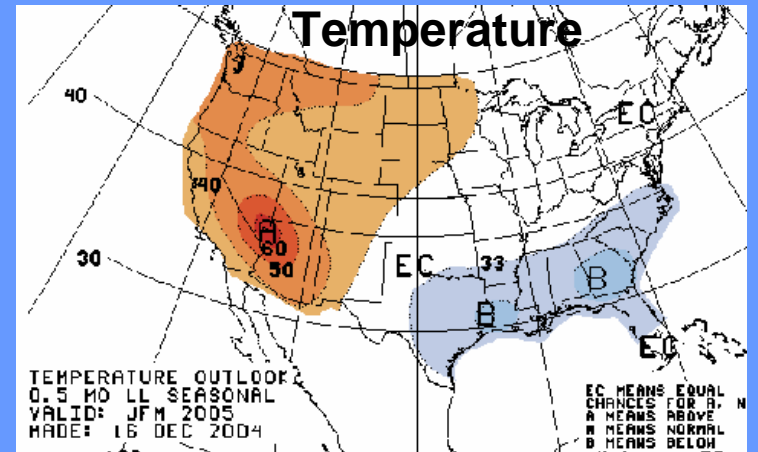 Temperature
40
EC
40
A
60
50
30
EC
33
B
B
EC
TEMPERATURE OUTLOOK
0.5 MO LL SEASONAL
VALID: JFM 2005
MADE: 16 DEC 2004
EC MEANS EQUAL
CHANCES FOR A, N
A MEANS ABOVE
N MEANS NORMAL
B MEANS BELOW